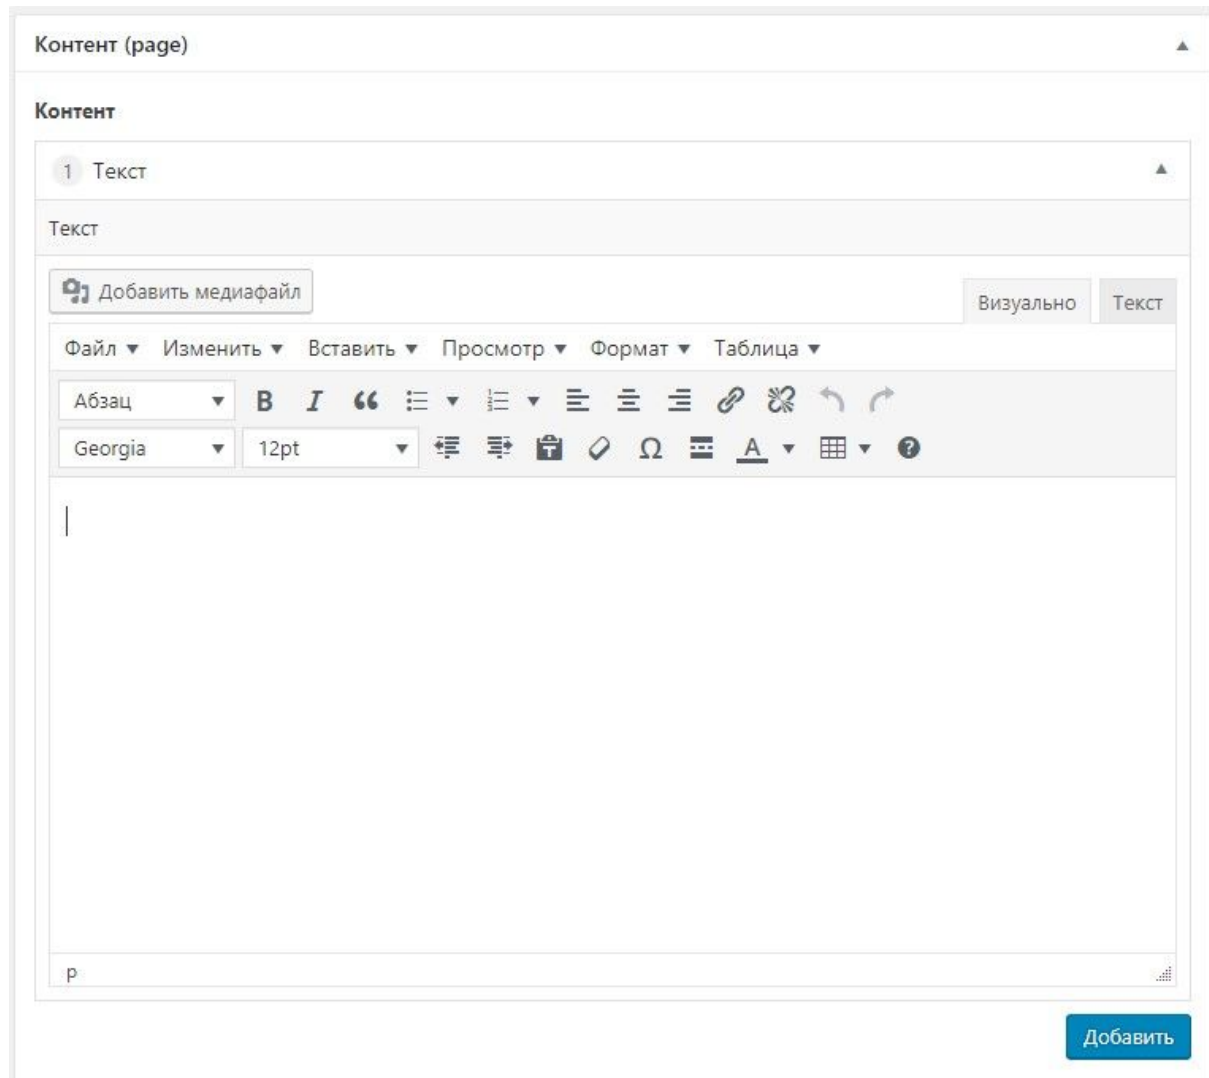 Контент (page)
Контент
1 Текст
Текст
Добавить медиафайл
Визуально Текст
Файл Изменить Вставить Просмотр Формат Таблица
Абзац B I
Georgia 12pt Ω A
p
Добавить